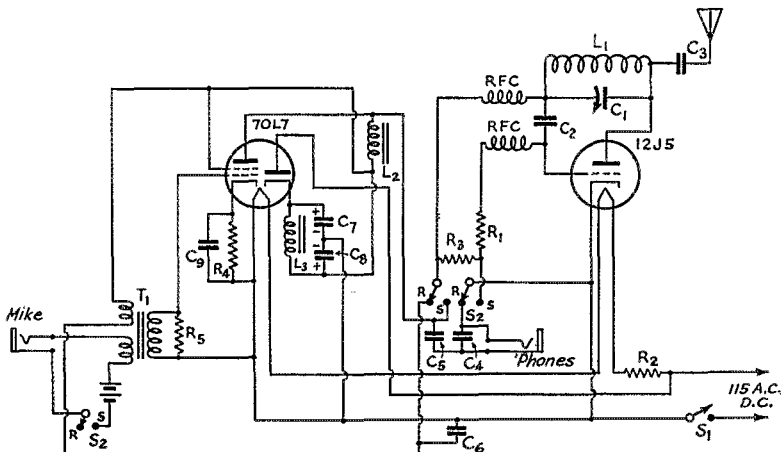 L1
C3
RFC
C1
70L7
RFC
C2
12J5
L2
C7
R1
C9
R4
L3
C8
R3
Mike
T1
R5
R
S
R
S
S2
C5
C4
'Phones
R2
115 A.C.
D.C.
R
S
S2
C6
S1
+
-
-
+